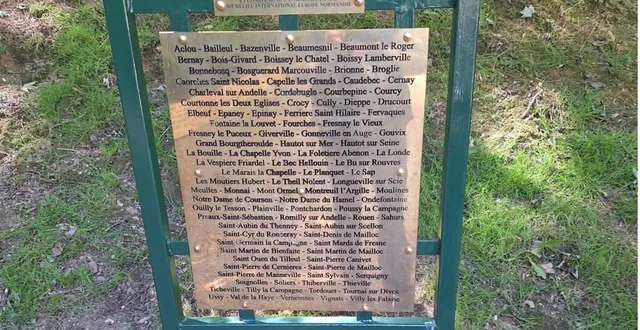 RICHELIEU INTERNATIONAL EUROPE NORMANDIE
Aclou - Bailleul - Bazenville - Beaumesnil - Beaumont le Roger
Bernay - Bois-Givard - Boissey le Chatel - Boissy Lamberville
Bonnebosq - Bosguerard Marcouville - Brionne - Broglie
Caorches Saint Nicolas - Capelle les Grands - Caudebec - Cernay
Charleval sur Andelle - Cordebugle - Courbepine - Courcy
Courtonne les Deux Eglises - Crocy - Cully - Dieppe - Drucourt
Elbeuf - Epaney - Epinay - Ferriere Saint Hilaire - Fervaques
Fontaine la Louvet - Fourches - Fresnay le Vieux
Fresney le Puceux - Giverville - Gonneville en Auge - Gouvix
Grand Bourgtheroulde - Hautot sur Mer - Hautot sur Seine
La Bouille - La Chapelle Yvon - La Foletiere Abenon - La Londe
La Vespiere Friardel - Le Bec Hellouin - Le Bu sur Rouvres
Le Marais la Chapelle - Le Planquet - Le Sap
Les Moutiers Hubert - Le Theil Nolent - Longueville sur Scie
Meulles - Monnai - Mont Ormel - Montreuil l'Argille - Moulines
Notre Dame de Courson - Notre Dame du Hamel - Ondefontaine
Ouilly le Tesson - Plainville - Pontchardon - Poussy la Campagne
Préaux-Saint-Sébastien - Romilly sur Andelle - Rouen - Sahurs
Saint-Aubin du Thenney - Saint-Aubin sur Scellon
Saint-Cyr du Ronceray - Saint-Denis de Mailloc
Saint-Germain la Campagne - Saint Mards de Fresne
Saint Martin de Bienfaite - Saint-Martin de Mailloc
Saint Ouen du Tilleul - Saint-Pierre Canivet
Saint-Pierre de Cernieres - Saint-Pierre de Mailloc
Saint-Pierre de Manneville - Saint Sylvain - Serquigny
Soignolles - Soliers - Thiberville - Thieville
Ticheville - Tilly la Campagne - Tordouet - Tournai sur Dives
Ussy - Val de la Haye - Verneusses - Vignats - Villy lez Falaise